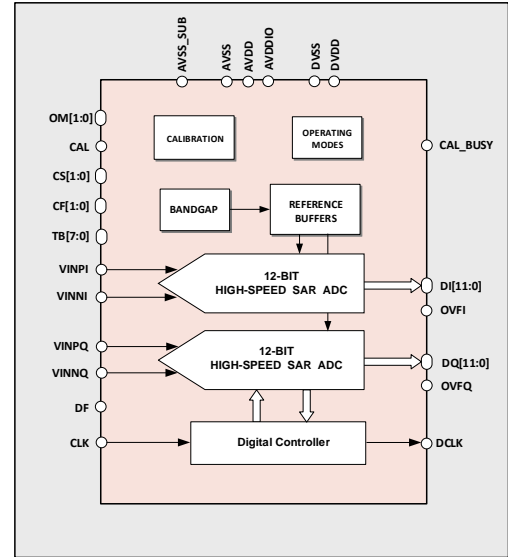 AVSS_SUB
AVSS
AVDD
AVDDIO
DVSS
DVDD
OM[1:0]
CAL
CS[1:0]
CF[1:0]
TB[7:0]
VINPI
VINNI
VINPQ
VINNQ
DF
CLK
CALIBRATION
OPERATING
MODES
BANDGAP
REFERENCE
BUFFERS
12-BIT
HIGH-SPEED SAR ADC
12-BIT
HIGH-SPEED SAR ADC
Digital Controller
CAL_BUSY
DI[11:0]
OVFI
DQ[11:0]
OVFQ
DCLK